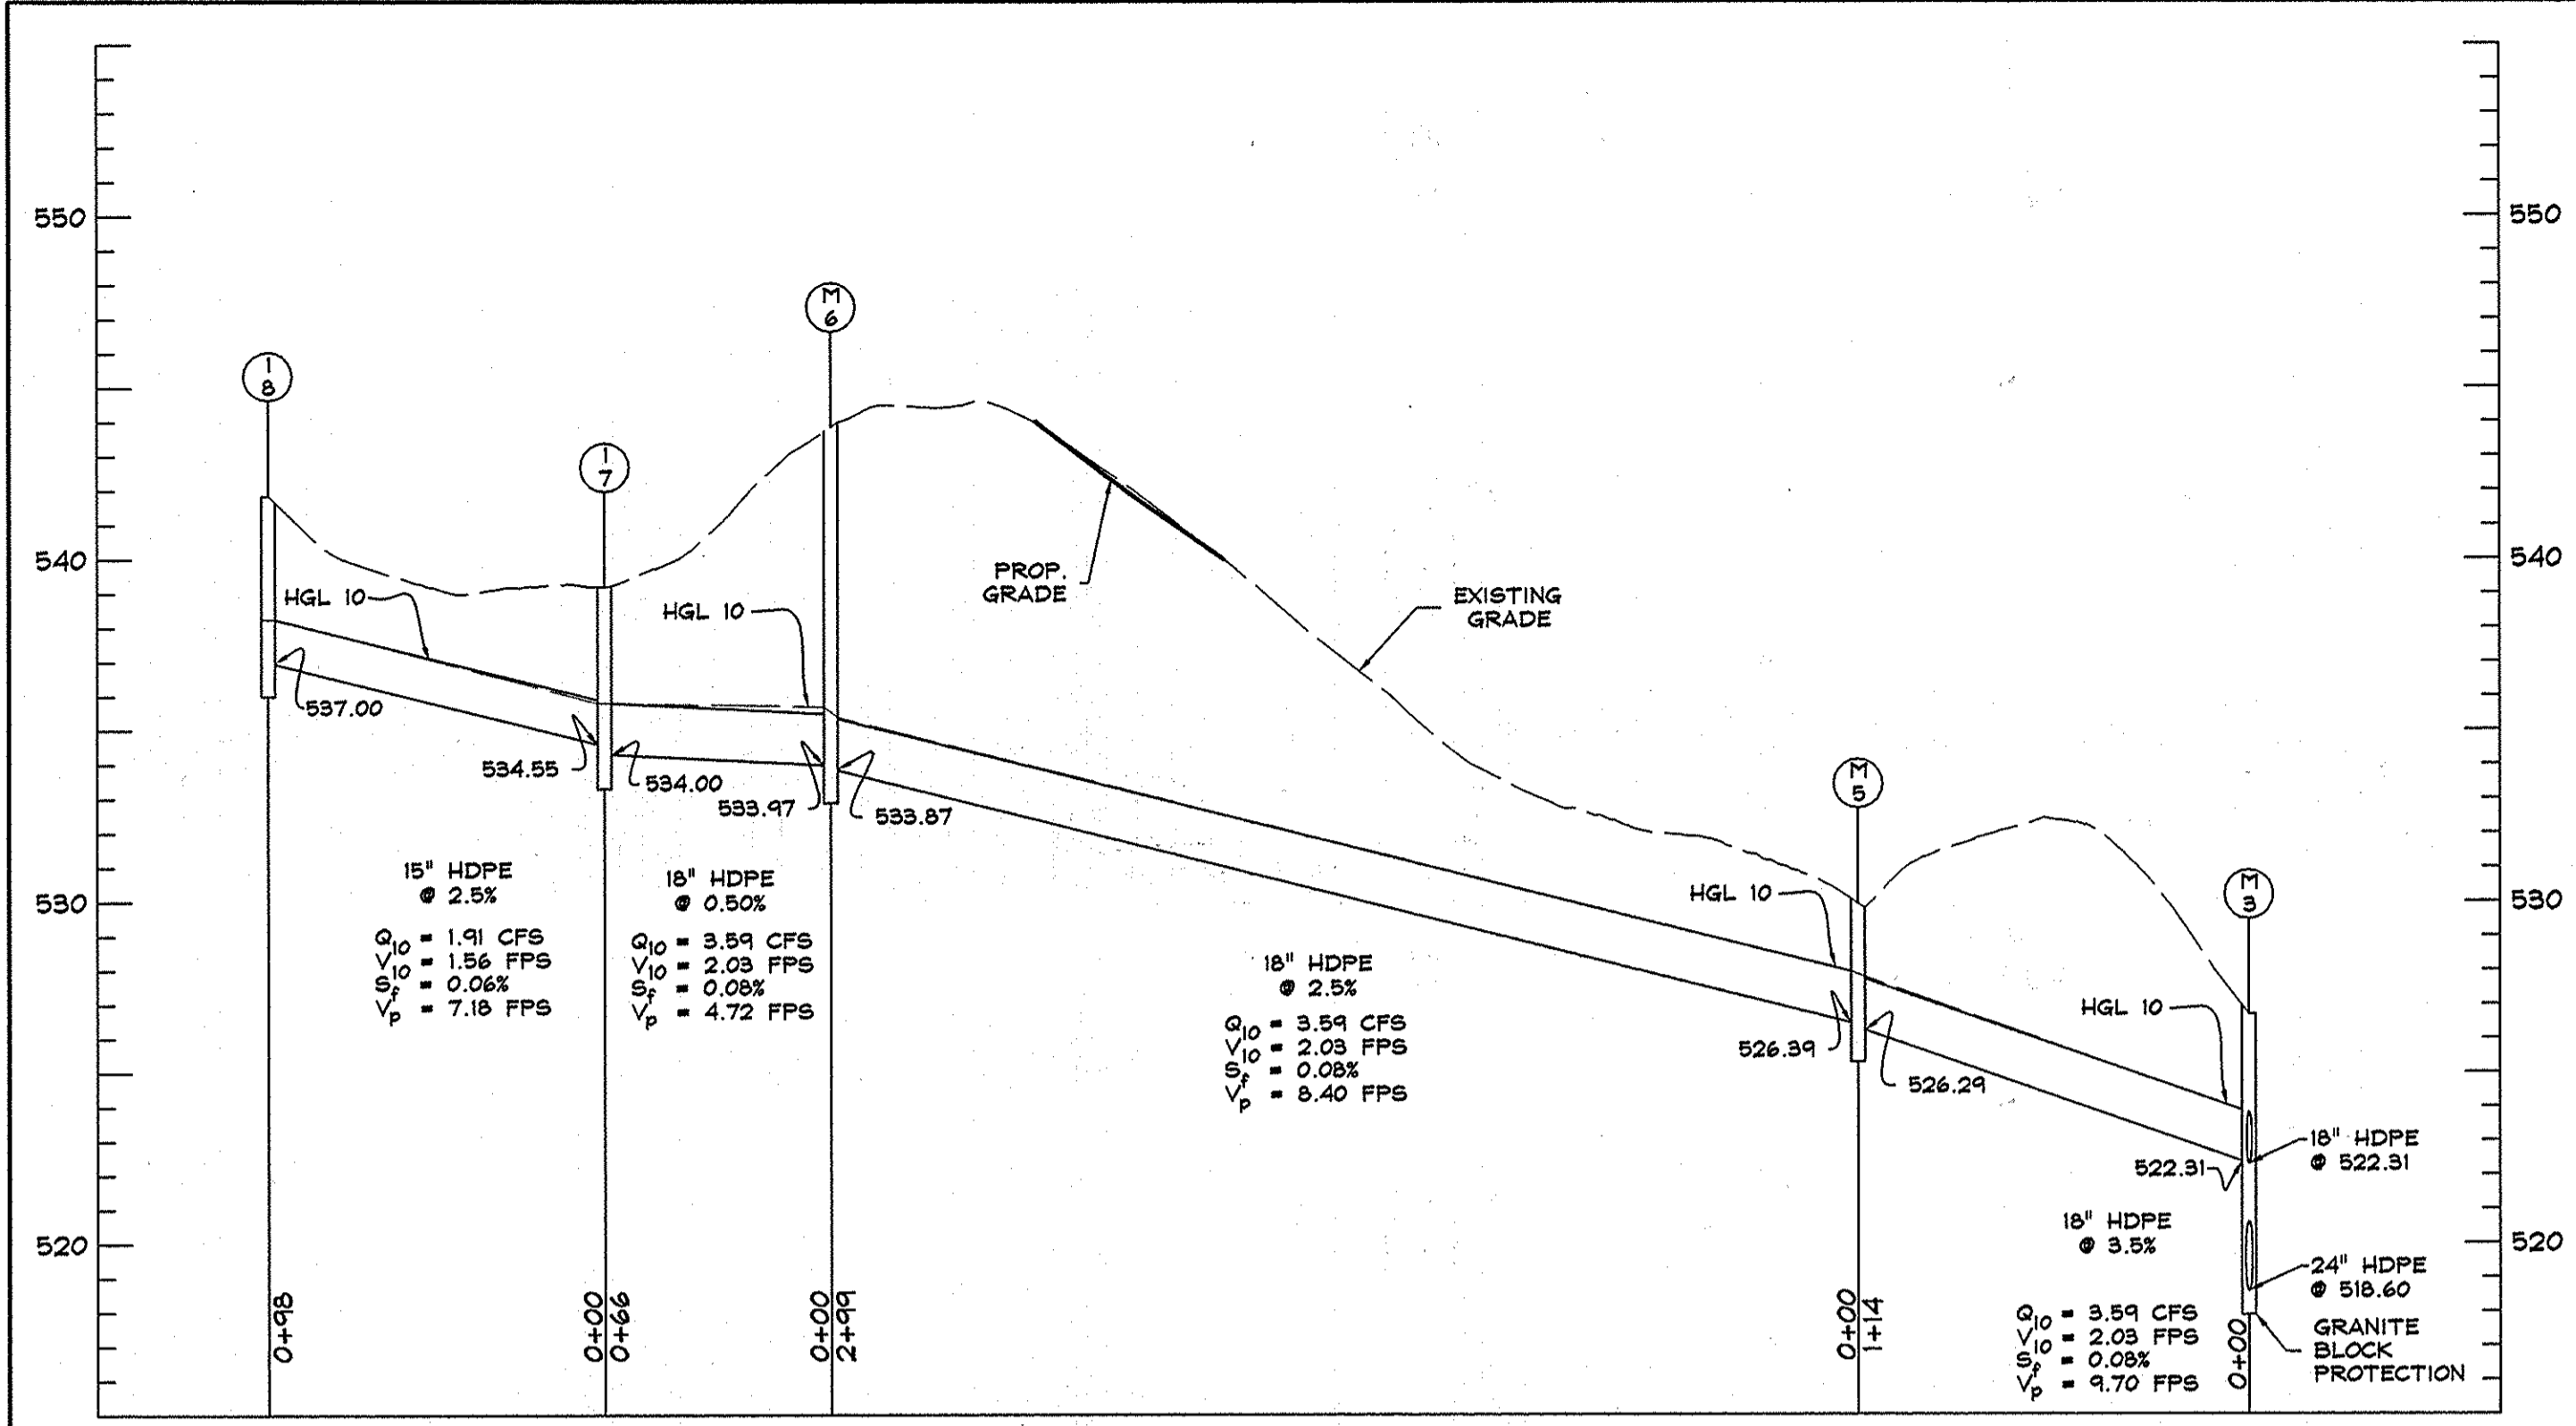 550
540
530
520
550
540
530
520
I
8
I
7
M
6
M
5
M
3
HGL 10
537.00
534.55
HGL 10
534.00
533.97
533.87
PROP.
GRADE
EXISTING
GRADE
HGL 10
526.39
526.29
HGL 10
522.31
18" HDPE
@ 522.31
24" HDPE
@ 518.60
GRANITE
BLOCK
PROTECTION
15" HDPE
@ 2.5%
Q10 = 1.91 CFS
V10 = 1.56 FPS
Sf = 0.06%
Vp = 7.18 FPS
18" HDPE
@ 0.50%
Q10 = 3.59 CFS
V10 = 2.03 FPS
Sf = 0.08%
Vp = 4.72 FPS
18" HDPE
@ 2.5%
Q10 = 3.59 CFS
V10 = 2.03 FPS
Sf = 0.08%
Vp = 8.40 FPS
18" HDPE
@ 3.5%
Q10 = 3.59 CFS
V10 = 2.03 FPS
Sf = 0.08%
Vp = 9.70 FPS
0+98
0+00
0+66
0+00
2+99
0+00
1+14
0+00